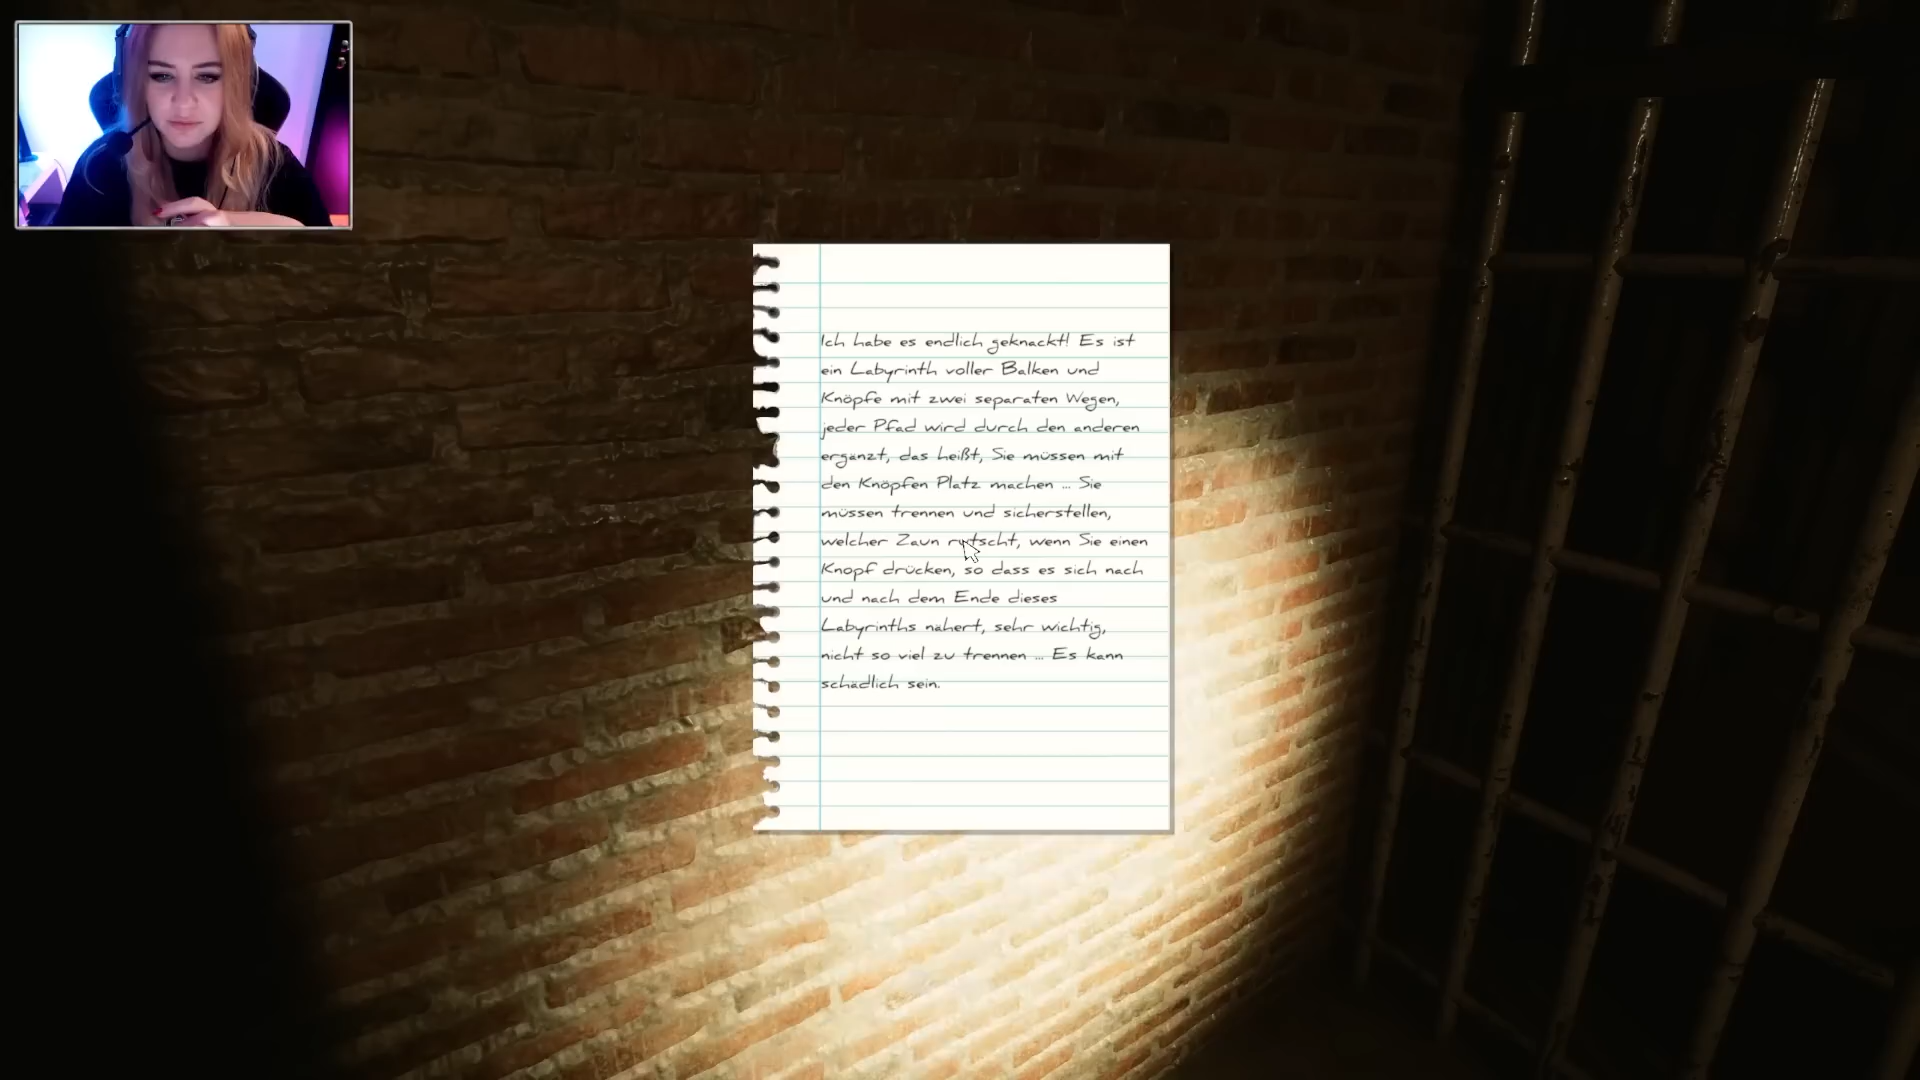 Ich habe es endlich geknackt! Es ist
ein Labyrinth voller Balken und
Knöpfe mit zwei separaten Wegen,
jeder Pfad wird durch den anderen
ergänzt, das heißt, Sie müssen mit
den Knöpfen Platz machen ... Sie
müssen trennen und sicherstellen,
welcher Zaun rutscht, wenn Sie einen
Knopf drücken, so dass es sich nach
und nach dem Ende dieses
Labyrinths nähert, sehr wichtig,
nicht so viel zu trennen ... Es kann
schädlich sein.